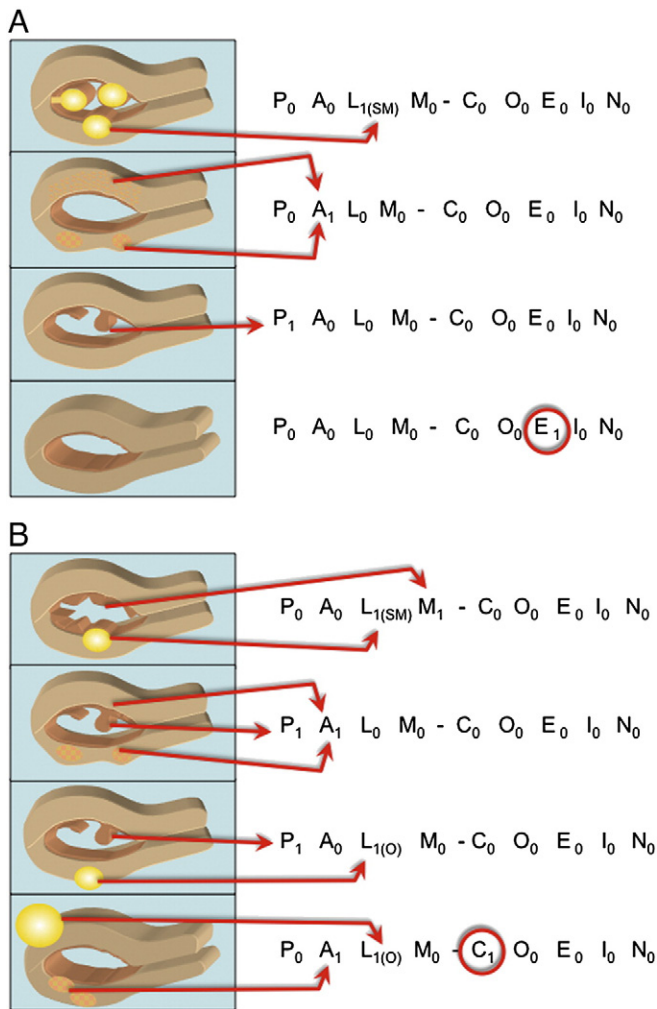 A
P₀ A₀ L₁₍SM₎ M₀ - C₀ O₀ E₀ I₀ N₀
P₀ A₁ L₀ M₀ - C₀ O₀ E₀ I₀ N₀
P₁ A₀ L₀ M₀ - C₀ O₀ E₀ I₀ N₀
P₀ A₀ L₀ M₀ - C₀ O₀ E₁ I₀ N₀
B
P₀ A₀ L₁₍SM₎ M₁ - C₀ O₀ E₀ I₀ N₀
P₁ A₁ L₀ M₀ - C₀ O₀ E₀ I₀ N₀
P₁ A₀ L₁₍O₎ M₀ - C₀ O₀ E₀ I₀ N₀
P₀ A₁ L₁₍O₎ M₀ - C₁ O₀ E₀ I₀ N₀